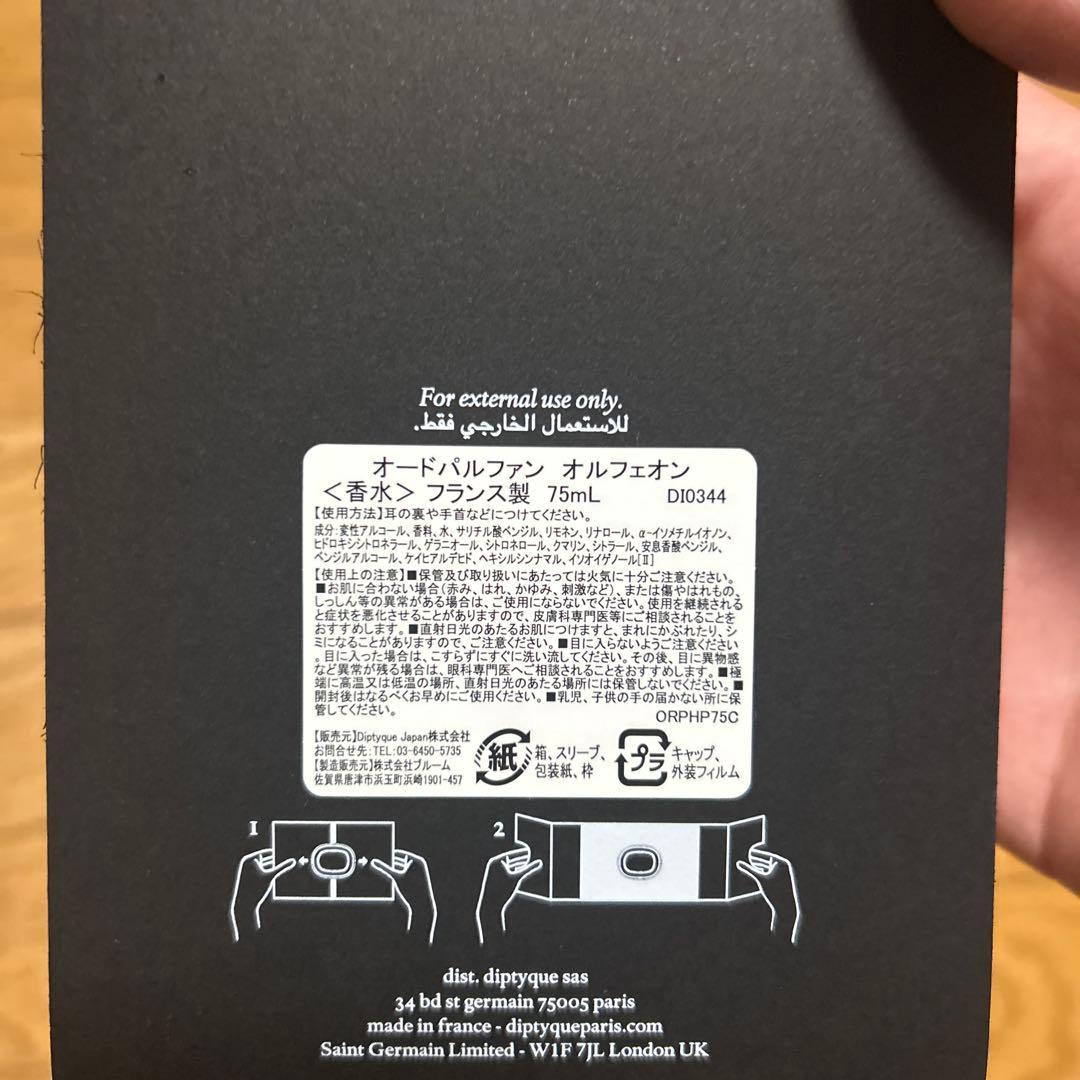 For external use only.
للاستعمال الخارجي فقط.
オードパルファン オルフェオン
＜香水＞ フランス製 75mL DI0344
【使用方法】耳の裏や手首などにつけてください。
成分：変性アルコール、香料、水、サリチル酸ベンジル、リモネン、リナロール、α-イソメチルイオノン、
ヒドロキシシトロネラール、ゲラニオール、シトロネロール、クマリン、シトラール、安息香酸ベンジル、
ベンジルアルコール、ケイヒアルデヒド、ヘキシルシンナマル、イソオイゲノール[Ⅱ]
【使用上の注意】■保管及び取り扱いにあたっては火気に十分ご注意ください。
■お肌に合わない場合（赤み、はれ、かゆみ、刺激など）、または傷やはれもの、
しっしん等の異常がある場合は、ご使用にならないでください。使用を継続される
と症状を悪化させることがありますので、皮膚科専門医等にご相談されることを
おすすめします。■直射日光のあたるお肌につけますと、まれにかぶれたり、シ
ミになることがありますので、ご注意ください。■目に入らないようご注意ください
。目に入った場合は、こすらずにすぐに洗い流してください。その後、目に異物感
など異常が残る場合は、眼科専門医へご相談されることをおすすめします。■極
端に高温又は低温の場所、直射日光のあたる場所には保管しないでください。■
開封後はなるべくお早めにご使用ください。■乳児、子供の手の届かない所に保
管してください。
ORPHP75C
【販売元】Diptyque Japan株式会社
お問合せ先：TEL:03-6450-5735
【製造販売元】株式会社ブルーム
佐賀県唐津市浜玉町浜崎1901-457
紙
箱、スリーブ、
包装紙、枠
プラ
キャップ、
外装フィルム
1
2
dist. diptyque sas
34 bd st germain 75005 paris
made in france - diptyqueparis.com
Saint Germain Limited - W1F 7JL London UK